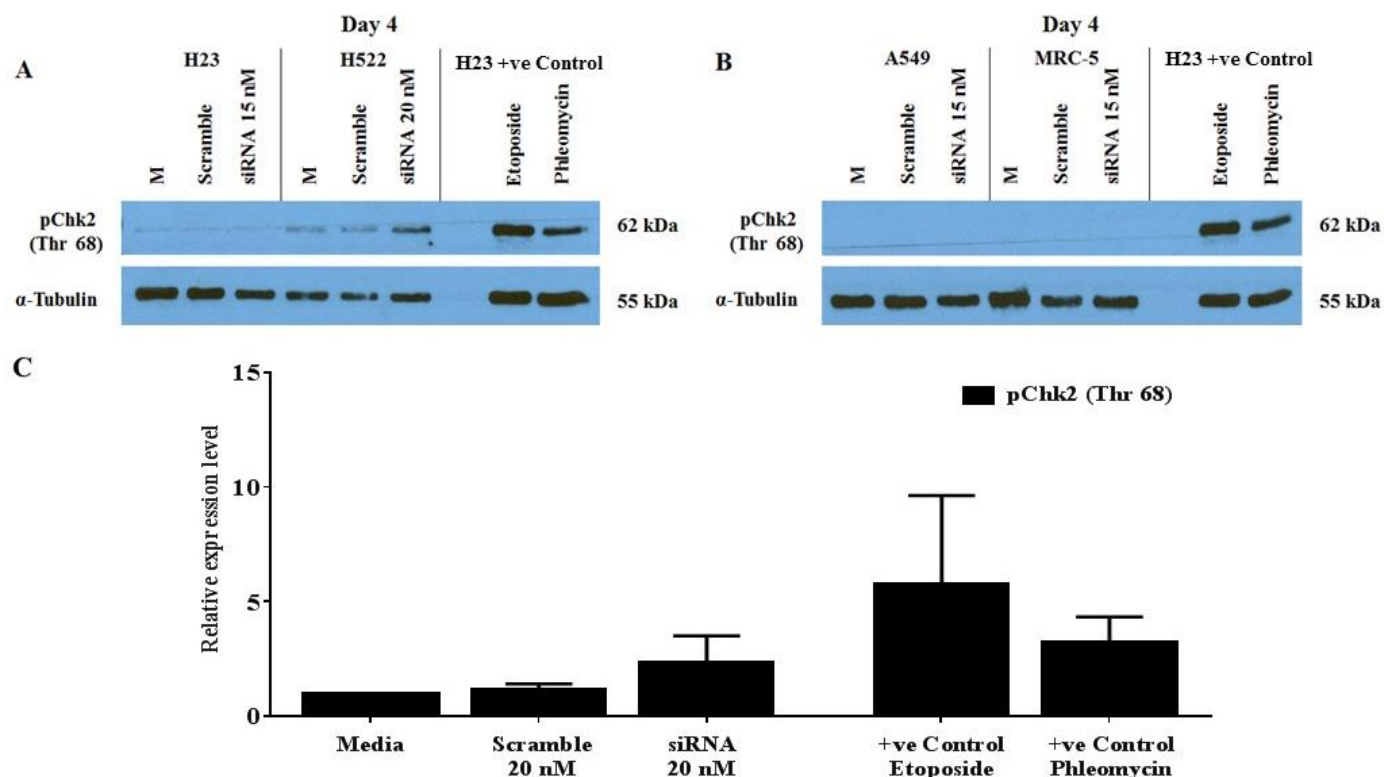 Day 4
A
H23
H522
H23 +ve Control
M
Scramble
siRNA 15 nM
M
Scramble
siRNA 20 nM
Etoposide
Phleomycin
pChk2
(Thr 68)
62 kDa
α-Tubulin
55 kDa
Day 4
B
A549
MRC-5
H23 +ve Control
M
Scramble
siRNA 15 nM
M
Scramble
siRNA 15 nM
Etoposide
Phleomycin
pChk2
(Thr 68)
62 kDa
α-Tubulin
55 kDa
C
Relative expression level
15
10
5
0
pChk2 (Thr 68)
Media
Scramble
20 nM
siRNA
20 nM
+ve Control
Etoposide
+ve Control
Phleomycin